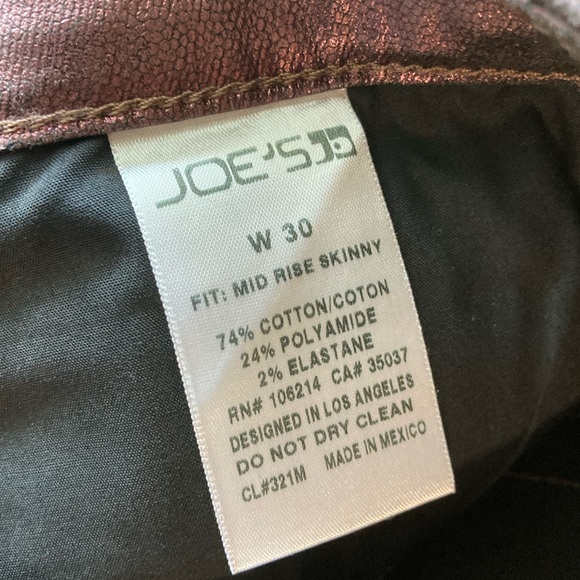 JOE'S
W 30
FIT: MID RISE SKINNY
74% COTTON/COTON
24% POLYAMIDE
2% ELASTANE
RN# 106214 CA# 35037
DESIGNED IN LOS ANGELES
DO NOT DRY CLEAN
CL#321M MADE IN MEXICO